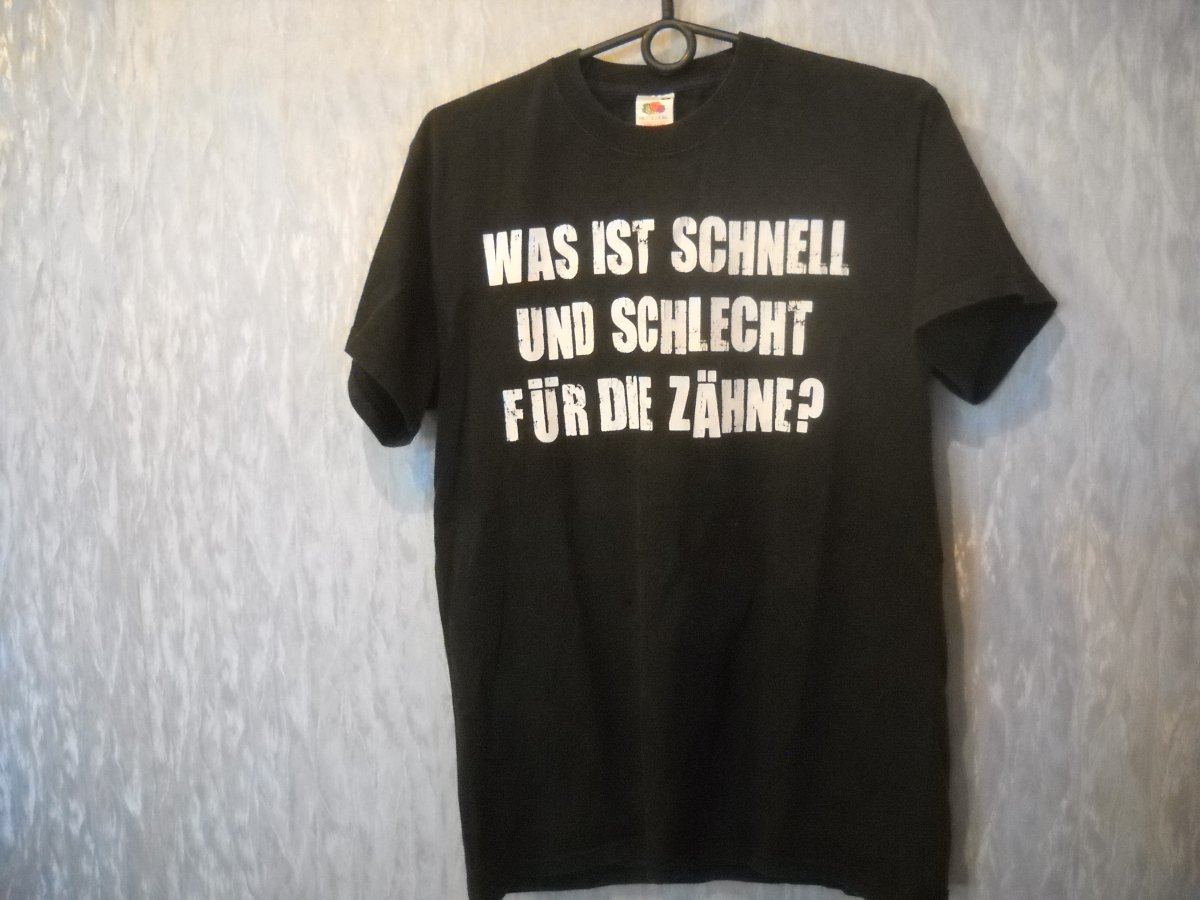 WAS IST SCHNELL
UND SCHLECHT
FÜR DIE ZÄHNE?